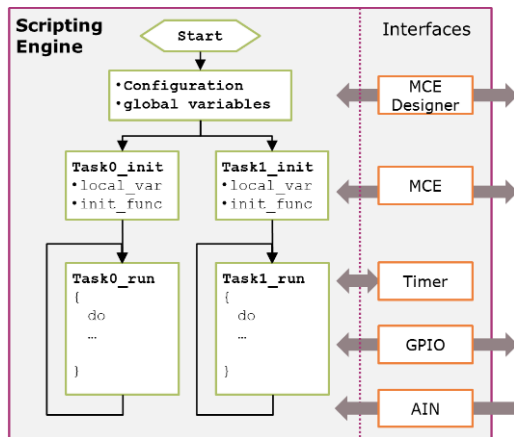 Scripting
Engine
Start
Interfaces
•Configuration
•global variables
MCE
Designer
Task0_init
•local_var
•init_func
Task1_init
•local_var
•init_func
MCE
Task0_run
{
do
…
}
Task1_run
{
do
…
}
Timer
GPIO
AIN